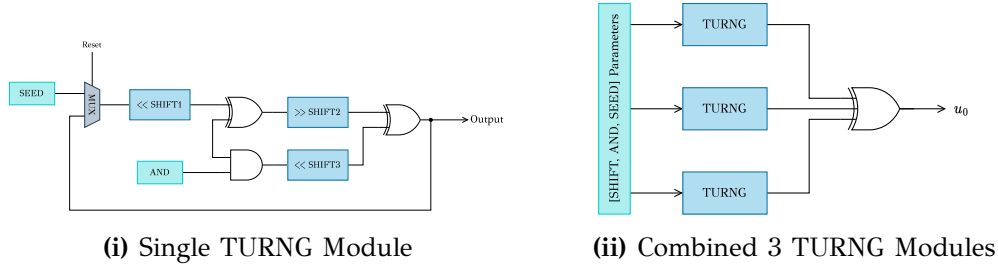 Reset
SEED
MUX
<< SHIFT1
>> SHIFT2
Output
AND
<< SHIFT3
(i) Single TURNG Module
[SHIFT, AND, SEED] Parameters
TURNG
TURNG
TURNG
u₀
(ii) Combined 3 TURNG Modules